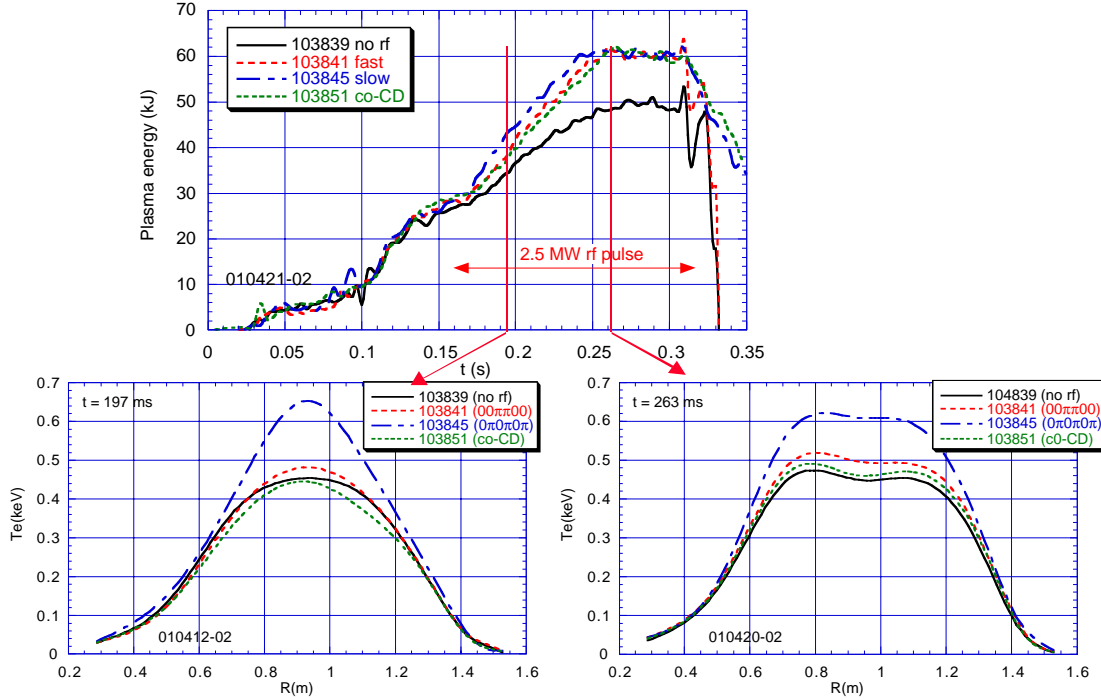 70
60
50
40
30
20
10
0
Plasma energy (kJ)
103839 no rf
103841 fast
103845 slow
103851 co-CD
2.5 MW rf pulse
010421-02
0 0.05 0.1 0.15 0.2 0.25 0.3 0.35
t (s)
0.7
0.6
0.5
0.4
0.3
0.2
0.1
0
Te(keV)
t = 197 ms
103839 (no rf)
103841 (00ππ00)
103845 (0π0π0π)
103851 (co-CD)
010412-02
0.2 0.4 0.6 0.8 1 1.2 1.4 1.6
R(m)
0.7
0.6
0.5
0.4
0.3
0.2
0.1
0
Te(keV)
t = 263 ms
104839 (no rf)
103841 (00ππ00)
103845 (0π0π0π)
103851 (c0-CD)
010420-02
0.2 0.4 0.6 0.8 1 1.2 1.4 1.6
R(m)